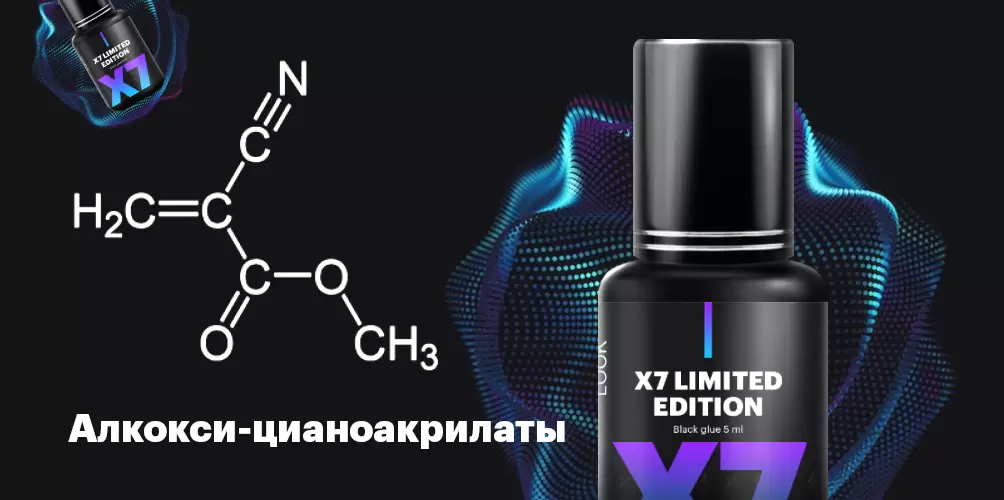 X7 LIMITED
EDITION
X7
N
C
H₂C=C
C-O
O
CH₃
Алкокси-цианоакрилаты
LOOK
X7 LIMITED
EDITION
Black glue 5 ml
X7